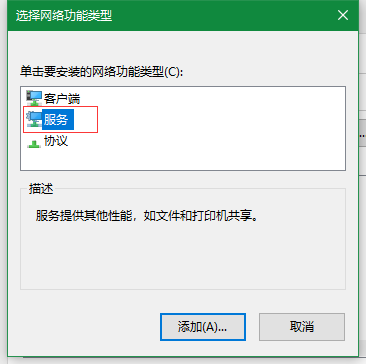 选择网络功能类型
单击要安装的网络功能类型(C):
客户端
服务
协议
描述
服务提供其他性能，如文件和打印机共享。
添加(A)...
取消